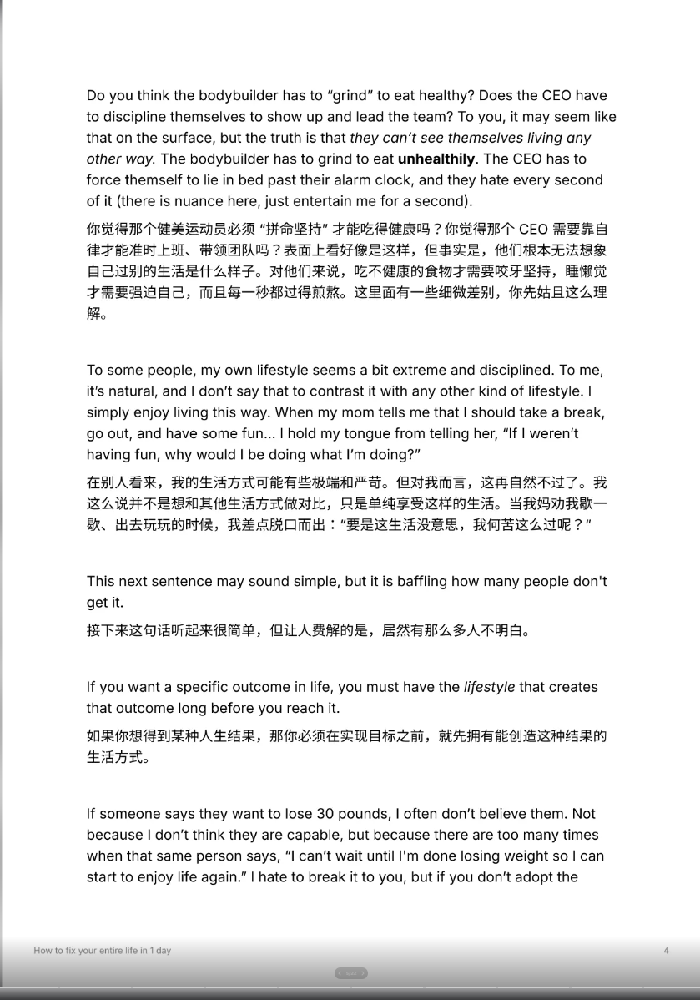 Do you think the bodybuilder has to “grind” to eat healthy? Does the CEO have
to discipline themselves to show up and lead the team? To you, it may seem like
that on the surface, but the truth is that they can’t see themselves living any
other way. The bodybuilder has to grind to eat unhealthily. The CEO has to
force themself to lie in bed past their alarm clock, and they hate every second
of it (there is nuance here, just entertain me for a second).
你觉得那个健美运动员必须 “拼命坚持” 才能吃得健康吗？你觉得那个 CEO 需要靠自
律才能准时上班、带领团队吗？表面上看好像是这样，但事实是，他们根本无法想象
自己过别的生活是什么样子。对他们来说，吃不健康的食物才需要咬牙坚持，睡懒觉
才需要强迫自己，而且每一秒都过得煎熬。这里面有一些细微差别，你先姑且这么理
解。
To some people, my own lifestyle seems a bit extreme and disciplined. To me,
it’s natural, and I don’t say that to contrast it with any other kind of lifestyle. I
simply enjoy living this way. When my mom tells me that I should take a break,
go out, and have some fun… I hold my tongue from telling her, “If I weren’t
having fun, why would I be doing what I’m doing?”
在别人看来，我的生活方式可能有些极端和严苛。但对我而言，这再自然不过了。我
这么说并不是想和其他生活方式做对比，只是单纯享受这样的生活。当我妈劝我歇一
歇、出去玩玩的时候，我差点脱口而出：“要是这生活没意思，我何苦这么过呢？”
This next sentence may sound simple, but it is baffling how many people don't
get it.
接下来这句话听起来很简单，但让人费解的是，居然有那么多人不明白。
If you want a specific outcome in life, you must have the lifestyle that creates
that outcome long before you reach it.
如果你想得到某种人生结果，那你必须在实现目标之前，就先拥有能创造这种结果的
生活方式。
If someone says they want to lose 30 pounds, I often don’t believe them. Not
because I don’t think they are capable, but because there are too many times
when that same person says, “I can’t wait until I'm done losing weight so I can
start to enjoy life again.” I hate to break it to you, but if you don’t adopt the
How to fix your entire life in 1 day
4